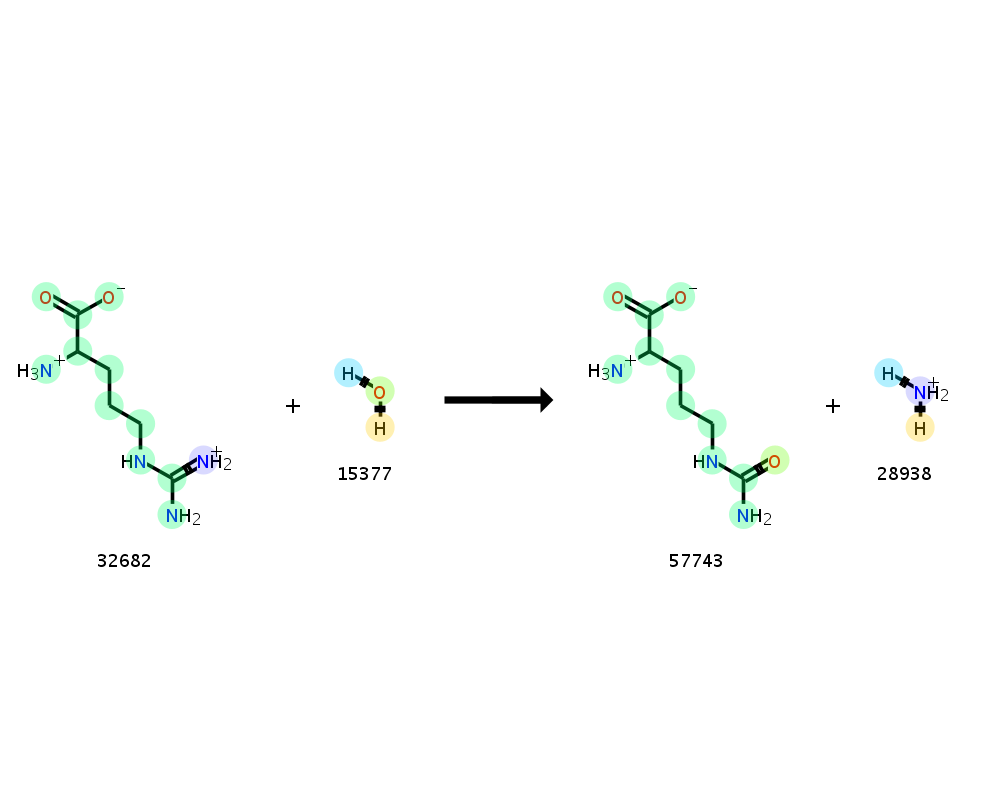 O O⁻ O O⁻
H₃N⁺ H H₃N⁺ H
+ O + NH₂⁺
H H
HN NH₂⁺ HN O
15377 28938
NH₂ NH₂
32682 57743